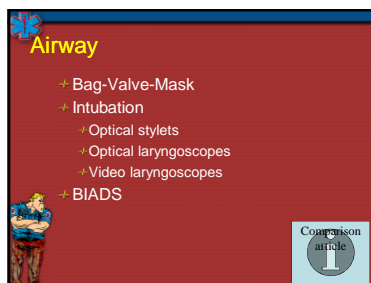 Airway
Bag-Valve-Mask
Intubation
Optical stylets
Optical laryngoscopes
Video laryngoscopes
BIADS
Comparison
article